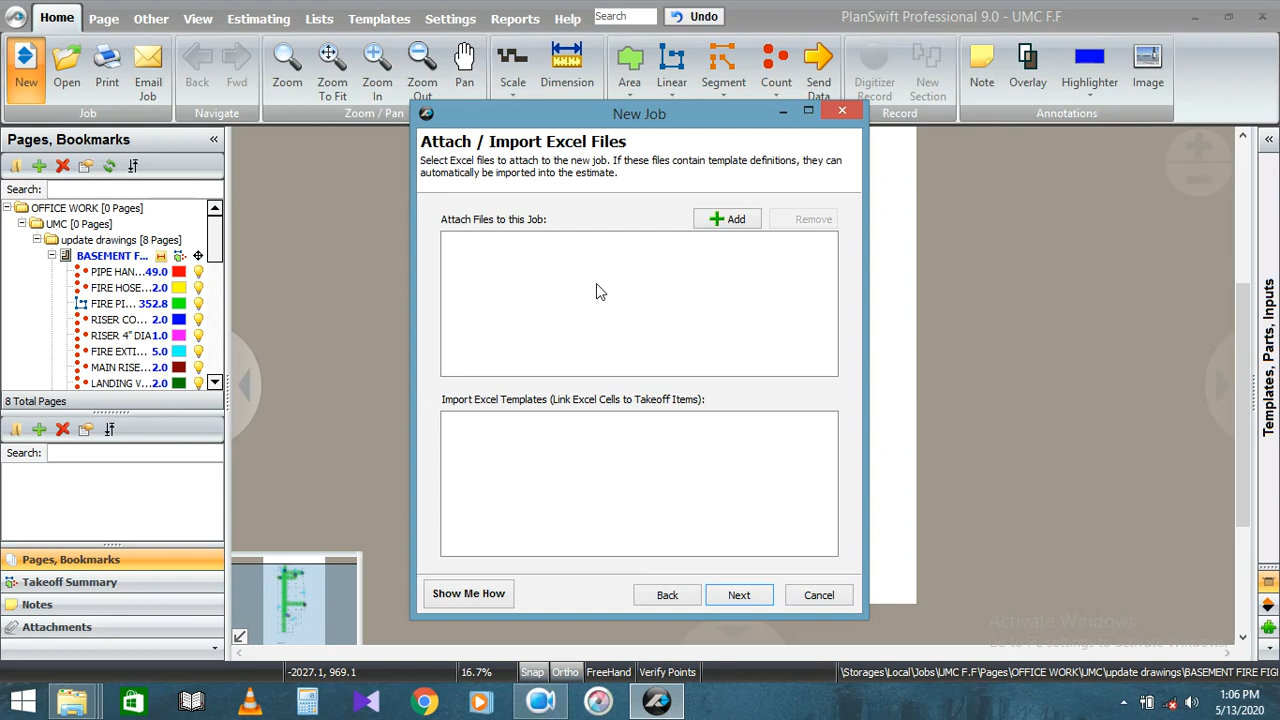 Home Page Other View Estimating Lists Templates Settings Reports Help Search Undo PlanSwift Professional 9.0 - UMC F.F
New Open Print Email Job Back Fwd Zoom Zoom To Fit Zoom In Zoom Out Pan Scale Dimension Area Linear Segment Count Send Data Digitizer Record New Section Note Overlay Highlighter Image
Job Navigate Zoom / Pan Record Annotations
Pages, Bookmarks
Search:
OFFICE WORK [0 Pages]
UMC [0 Pages]
update drawings [8 Pages]
BASEMENT F...
PIPE HAN... 49.0
FIRE HOSE... 2.0
FIRE PI... 352.8
RISER CO... 2.0
RISER 4" DIA 1.0
FIRE EXTI... 5.0
MAIN RISE... 2.0
LANDING V... 2.0
8 Total Pages
Search:
Pages, Bookmarks
Takeoff Summary
Notes
Attachments
New Job
Attach / Import Excel Files
Select Excel files to attach to the new job. If these files contain template definitions, they can
automatically be imported into the estimate.
Attach Files to this Job: Add Remove
Import Excel Templates (Link Excel Cells to Takeoff Items):
Show Me How Back Next Cancel
Templates, Parts, Inputs
Activate Windows
Go to PC settings to activate Windows.
-2027.1, 969.1 16.7% Snap Ortho FreeHand Verify Points \Storages\Local\Jobs\UMC F.F\Pages\OFFICE WORK\UMC\update drawings\BASEMENT FIRE FIGI
1:06 PM
5/13/2020